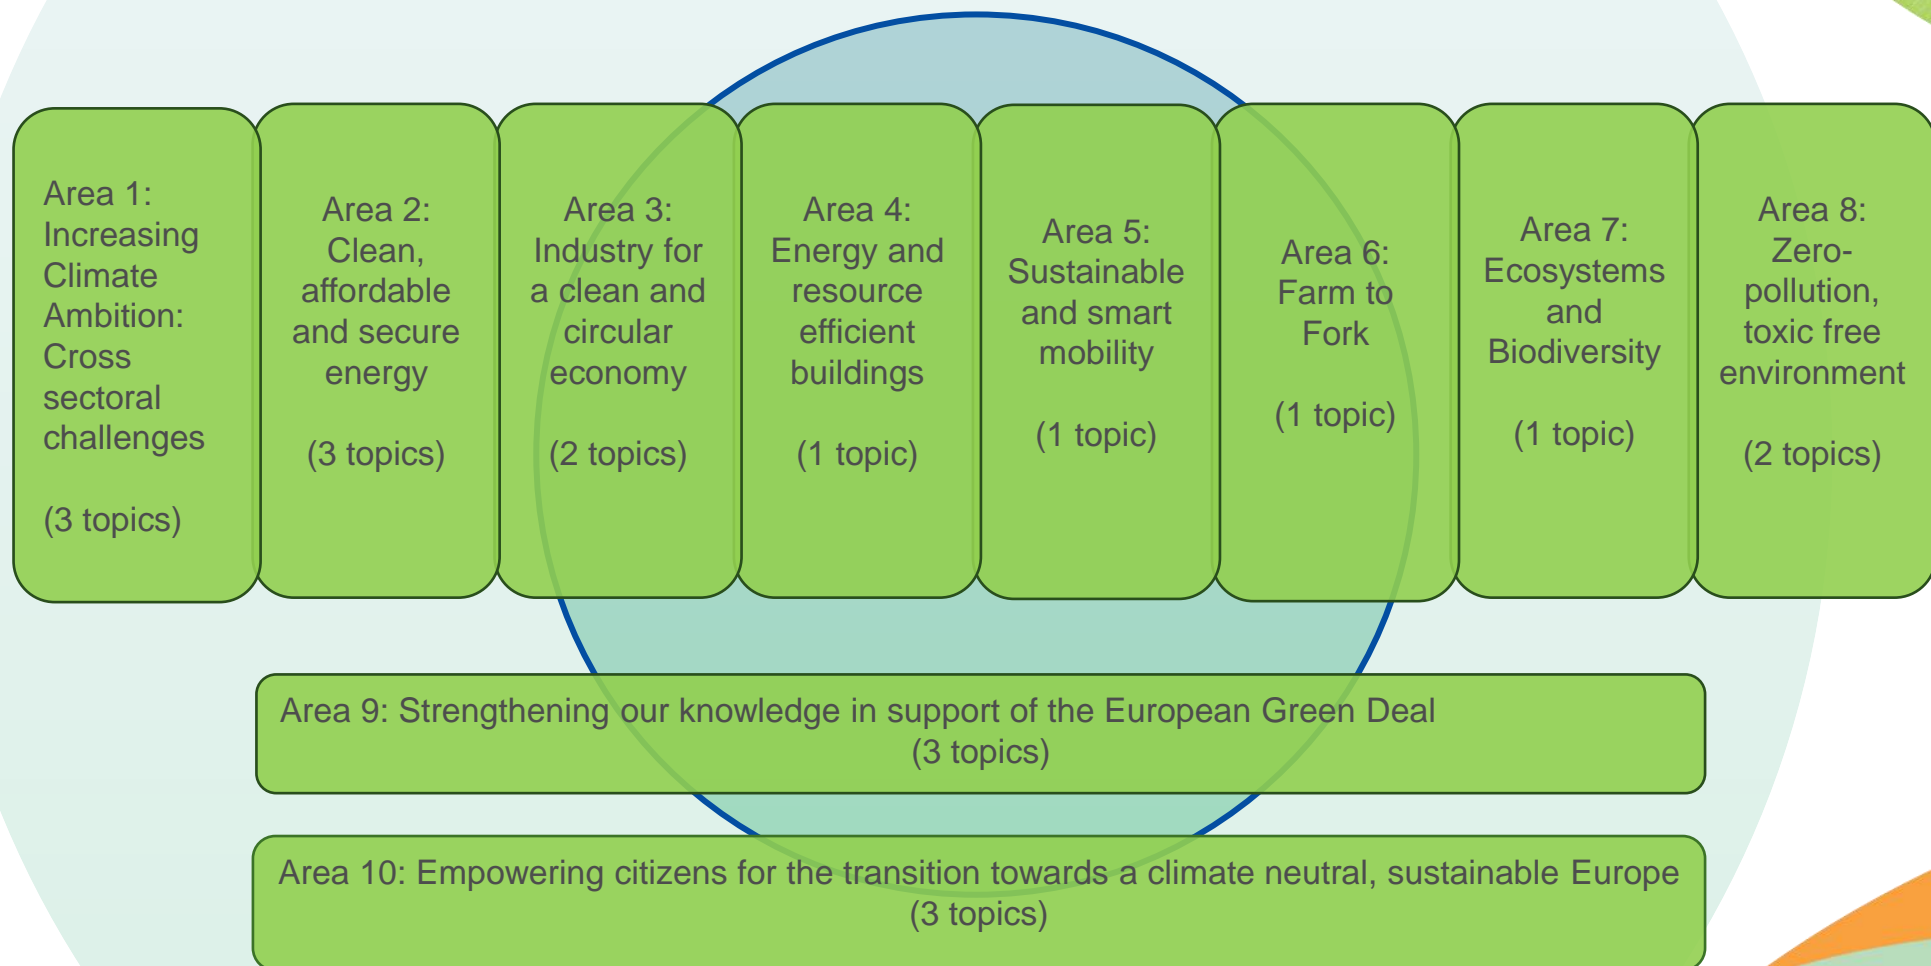 Area 1:
Increasing
Climate
Ambition:
Cross
sectoral
challenges
(3 topics)
Area 2:
Clean,
affordable
and secure
energy
(3 topics)
Area 3:
Industry for
a clean and
circular
economy
(2 topics)
Area 4:
Energy and
resource
efficient
buildings
(1 topic)
Area 5:
Sustainable
and smart
mobility
(1 topic)
Area 6:
Farm to
Fork
(1 topic)
Area 7:
Ecosystems
and
Biodiversity
(1 topic)
Area 8:
Zero-
pollution,
toxic free
environment
(2 topics)
Area 9: Strengthening our knowledge in support of the European Green Deal
(3 topics)
Area 10: Empowering citizens for the transition towards a climate neutral, sustainable Europe
(3 topics)